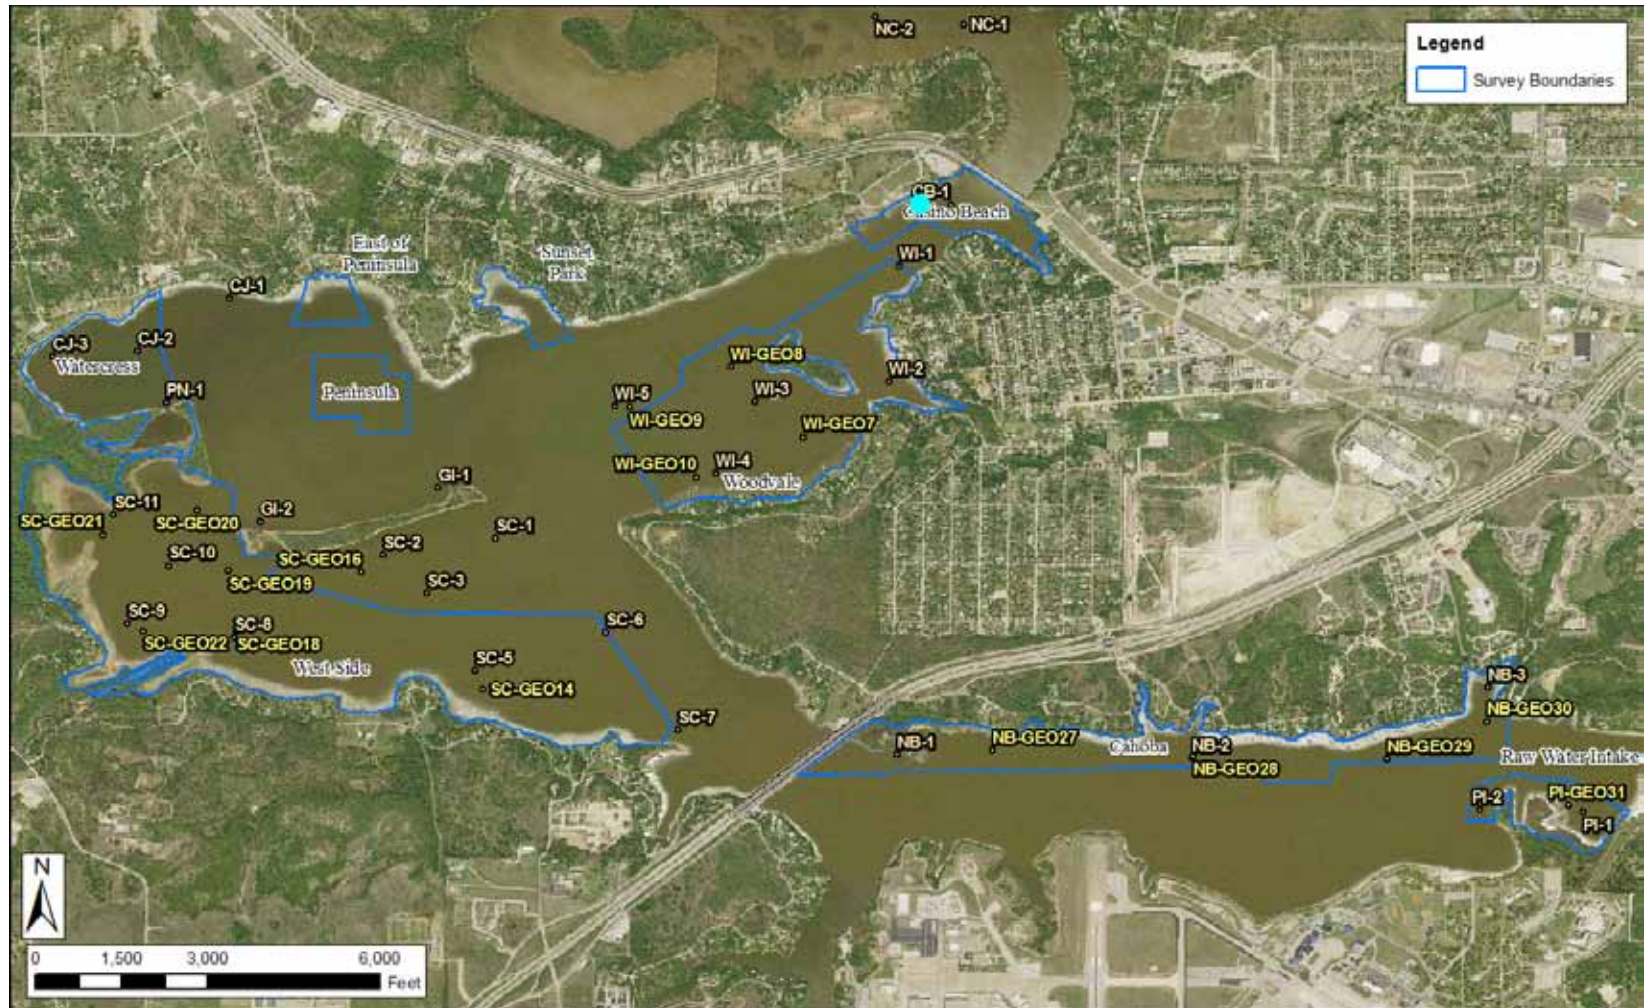 NC-2
NC-1
Legend
Survey Boundaries
CB-1
Casino Beach
East of
Peninsula
Sunset
Park
WI-1
CJ-1
CJ-2
CJ-3
Watercress
PN-1
Peninsula
WI-GEO8
WI-2
WI-3
WI-5
WI-GEO9
WI-GEO7
WI-GEO10
WI-4
Woodvale
GI-1
GI-2
SC-11
SC-GEO21
SC-GEO20
SC-1
SC-2
SC-GEO16
SC-10
SC-GEO19
SC-3
SC-9
SC-GEO22
SC-8
SC-GEO18
SC-6
West Side
SC-5
SC-GEO14
SC-7
NB-3
NB-GEO30
NB-1
NB-GEO27
Cahoba
NB-2
NB-GEO28
NB-GEO29
Raw Water Intake
PI-2
PI-GEO31
PI-1
N
0 1,500 3,000 6,000
Feet